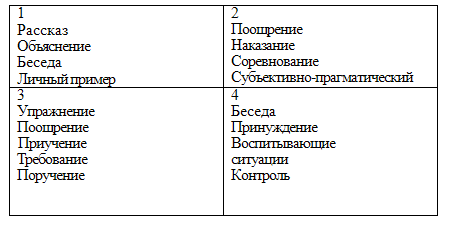 1
Рассказ
Объяснение
Беседа
Личный пример
2
Поощрение
Наказание
Соревнование
Субъективно-прагматический
3
Упражнение
Поощрение
Приучение
Требование
Поручение
4
Беседа
Принуждение
Воспитывающие
ситуации
Контроль